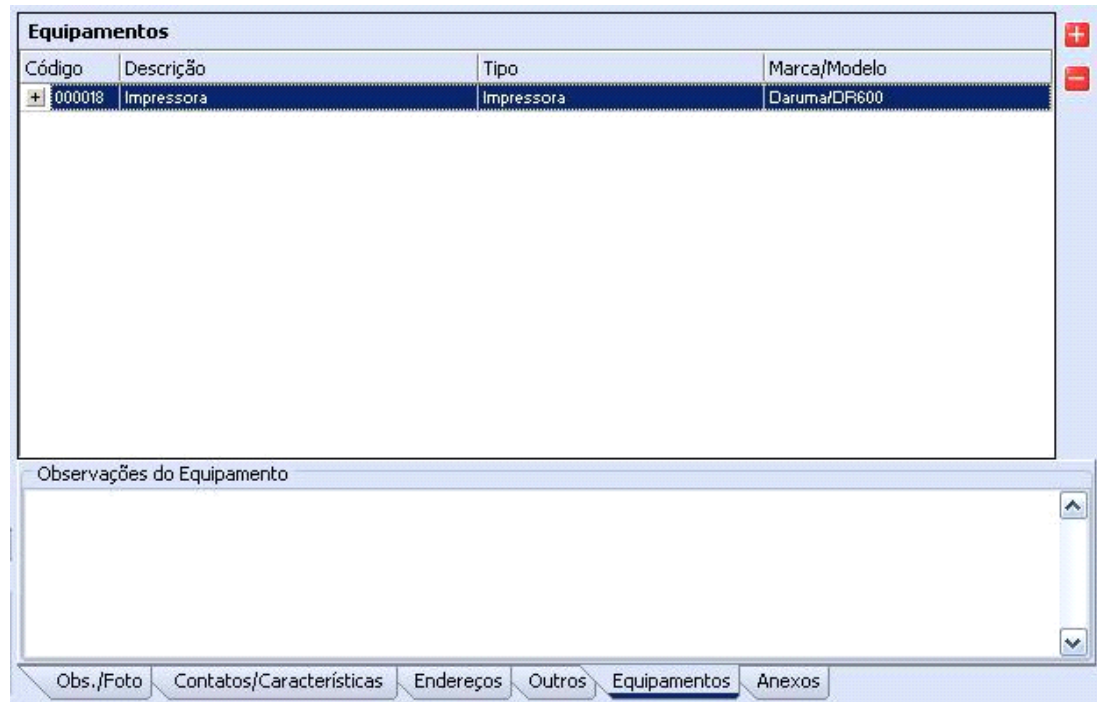 Equipamentos
Código Descrição Tipo Marca/Modelo
000018 Impressora Impressora Daruma/DR600
Observações do Equipamento
Obs./Foto Contatos/Características Endereços Outros Equipamentos Anexos